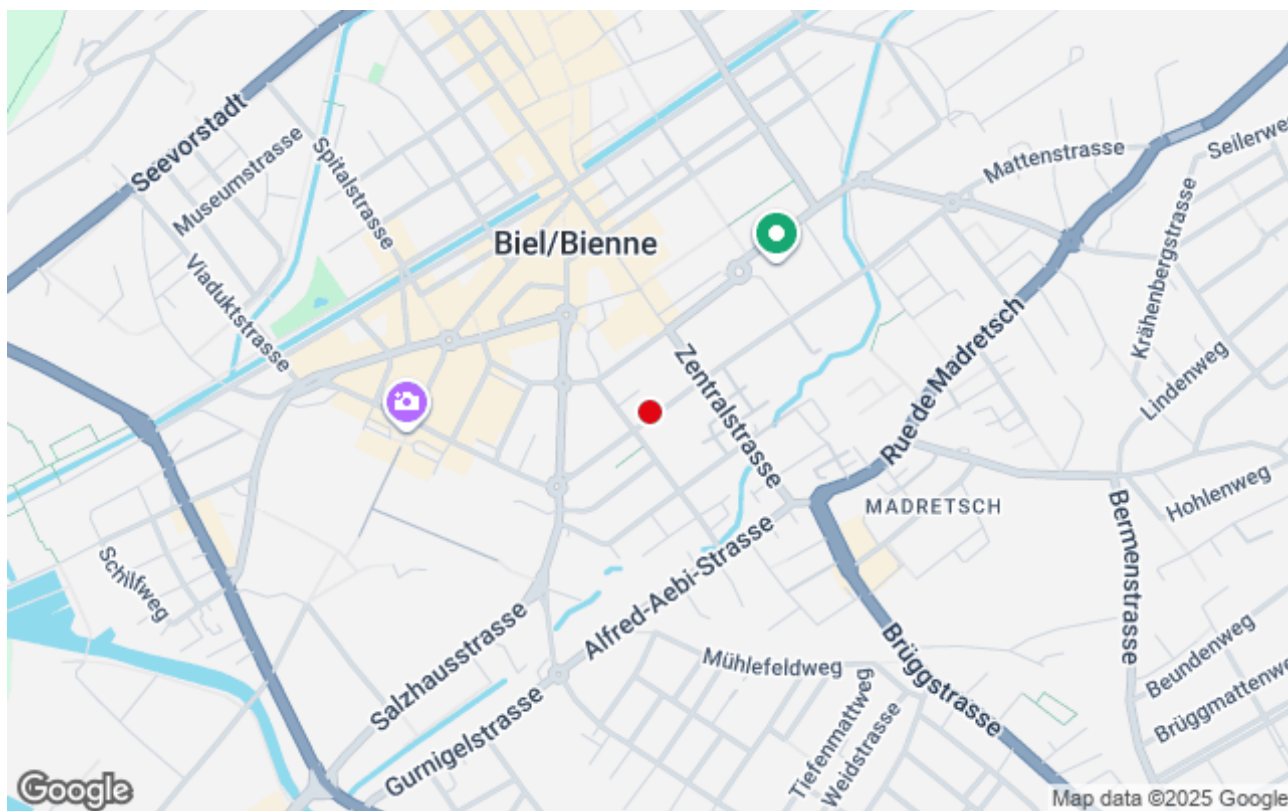 Seevorstadt
Museumstrasse
Spitalstrasse
Viaduktstrasse
Biel/Bienne
Mattenstrasse
Seilerweg
Krähenbergstrasse
Rue de Madretsch
Lindenweg
Zentralstrasse
MADRETSCH
Hohlenweg
Bermenstrasse
Schilfweg
Alfred-Aebi-Strasse
Salzhausstrasse
Gurnigelstrasse
Mühlefeldweg
Brüggstrasse
Tiefenmattweg
Weidstrasse
Beundenweg
Brüggmattenwe
Google
Map data ©2025 Google